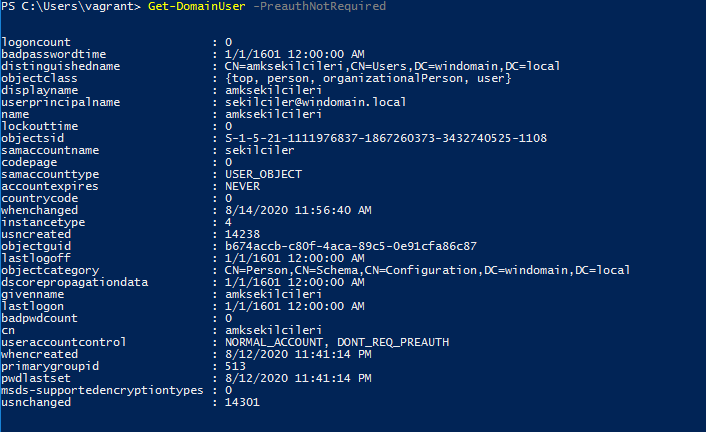 PS C:\Users\vagrant> Get-DomainUser -PreauthNotRequired
logoncount : 0
badpasswordtime : 1/1/1601 12:00:00 AM
distinguishedname : CN=amksekilcileri,CN=Users,DC=windomain,DC=local
objectclass : {top, person, organizationalPerson, user}
displayname : amksekilcileri
userprincipalname : sekilciler@windomain.local
name : amksekilcileri
lockouttime : 0
objectsid : S-1-5-21-1111976837-1867260373-3432740525-1108
samaccountname : sekilciler
codepage : 0
samaccounttype : USER_OBJECT
accountexpires : NEVER
countrycode : 0
whenchanged : 8/14/2020 11:56:40 AM
instancetype : 4
usncreated : 14238
objectguid : b674accb-c80f-4aca-89c5-0e91cfa86c87
lastlogoff : 1/1/1601 12:00:00 AM
objectcategory : CN=Person,CN=Schema,CN=Configuration,DC=windomain,DC=local
dscorepropagationdata : 1/1/1601 12:00:00 AM
givenname : amksekilcileri
lastlogon : 1/1/1601 12:00:00 AM
badpwdcount : 0
cn : amksekilcileri
useraccountcontrol : NORMAL_ACCOUNT, DONT_REQ_PREAUTH
whencreated : 8/12/2020 11:41:14 PM
primarygroupid : 513
pwdlastset : 8/12/2020 11:41:14 PM
msds-supportedencryptiontypes : 0
usnchanged : 14301